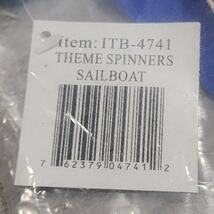 Item: ITB-4741
THEME SPINNERS
SAILBOAT
7 62379 04741 2